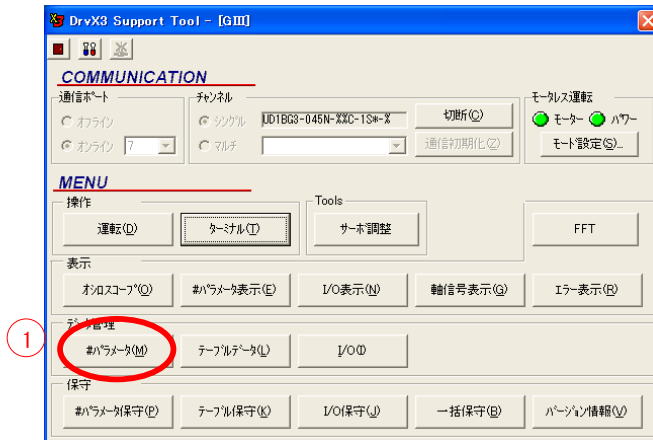 DrvX3 Support Tool - [GIII]
COMMUNICATION
通信ポート
チャンネル
モータレス運転
オフライン
シングル
UD1BG3-045N-XXC-1S*-X
切断(C)
モーター
パワー
オンライン
7
マルチ
通信初期化(Z)
モード設定(S)...
MENU
操作
Tools
運転(D)
ターミナル(T)
サーボ調整
FFT
表示
オシロスコープ(O)
#パラメータ表示(E)
I/O表示(N)
軸信号表示(G)
エラー表示(R)
データ管理
1
#パラメータ(M)
テーブルデータ(L)
I/O(I)
保守
#パラメータ保守(P)
テーブル保守(K)
I/O保守(J)
一括保守(B)
バージョン情報(V)